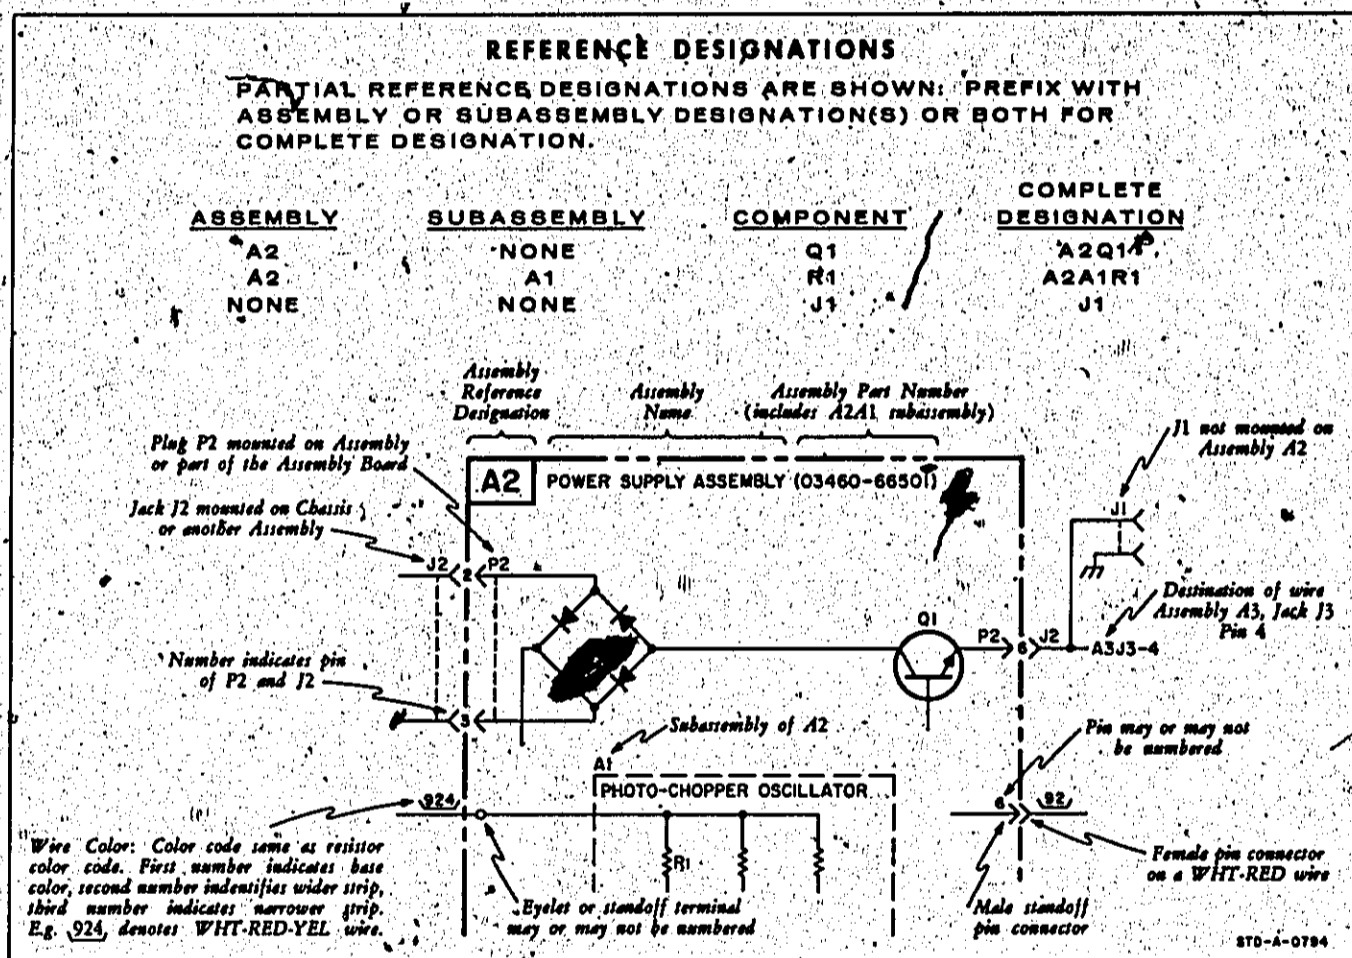 REFERENCE DESIGNATIONS
PARTIAL REFERENCE DESIGNATIONS ARE SHOWN: PREFIX WITH
ASSEMBLY OR SUBASSEMBLY DESIGNATION(S) OR BOTH FOR
COMPLETE DESIGNATION.
ASSEMBLY SUBASSEMBLY COMPONENT COMPLETE DESIGNATION
A2 NONE Q1 A2Q1
A2 A1 R1 A2A1R1
NONE NONE J1 J1
Assembly
Reference
Designation
Assembly
Name
Assembly Part Number
(includes A2A1 subassembly)
Plug P2 mounted on Assembly
or part of the Assembly Board
J1 not mounted on
Assembly A2
A2 POWER SUPPLY ASSEMBLY (03460-66501)
Jack J2 mounted on Chassis
or another Assembly
J1
J2 2 P2
Destination of wire
Assembly A3, Jack J3
Pin 4
Q1
P2 6 J2
A3J3-4
Number indicates pin
of P2 and J2
3
Subassembly of A2
Pin may or may not
be numbered
A1
PHOTO-CHOPPER OSCILLATOR
924
6 92
R1
Wire Color: Color code same as resistor
color code. First number indicates base
color, second number indentifies wider strip,
third number indicates narrower strip.
E.g. 924, denotes WHT-RED-YEL wire.
Eyelet or standoff terminal
may or may not be numbered
Female pin connector
on a WHT-RED wire
Male standoff
pin connector
STD-A-0794